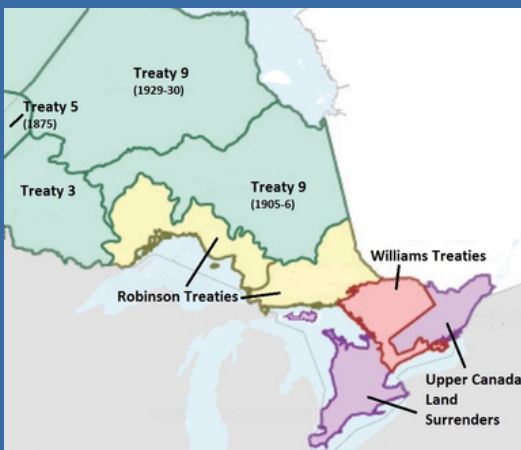 Treaty 9
(1929-30)
Treaty 5
(1875)
Treaty 3
Treaty 9
(1905-6)
Williams Treaties
Robinson Treaties
Upper Canada
Land
Surrenders